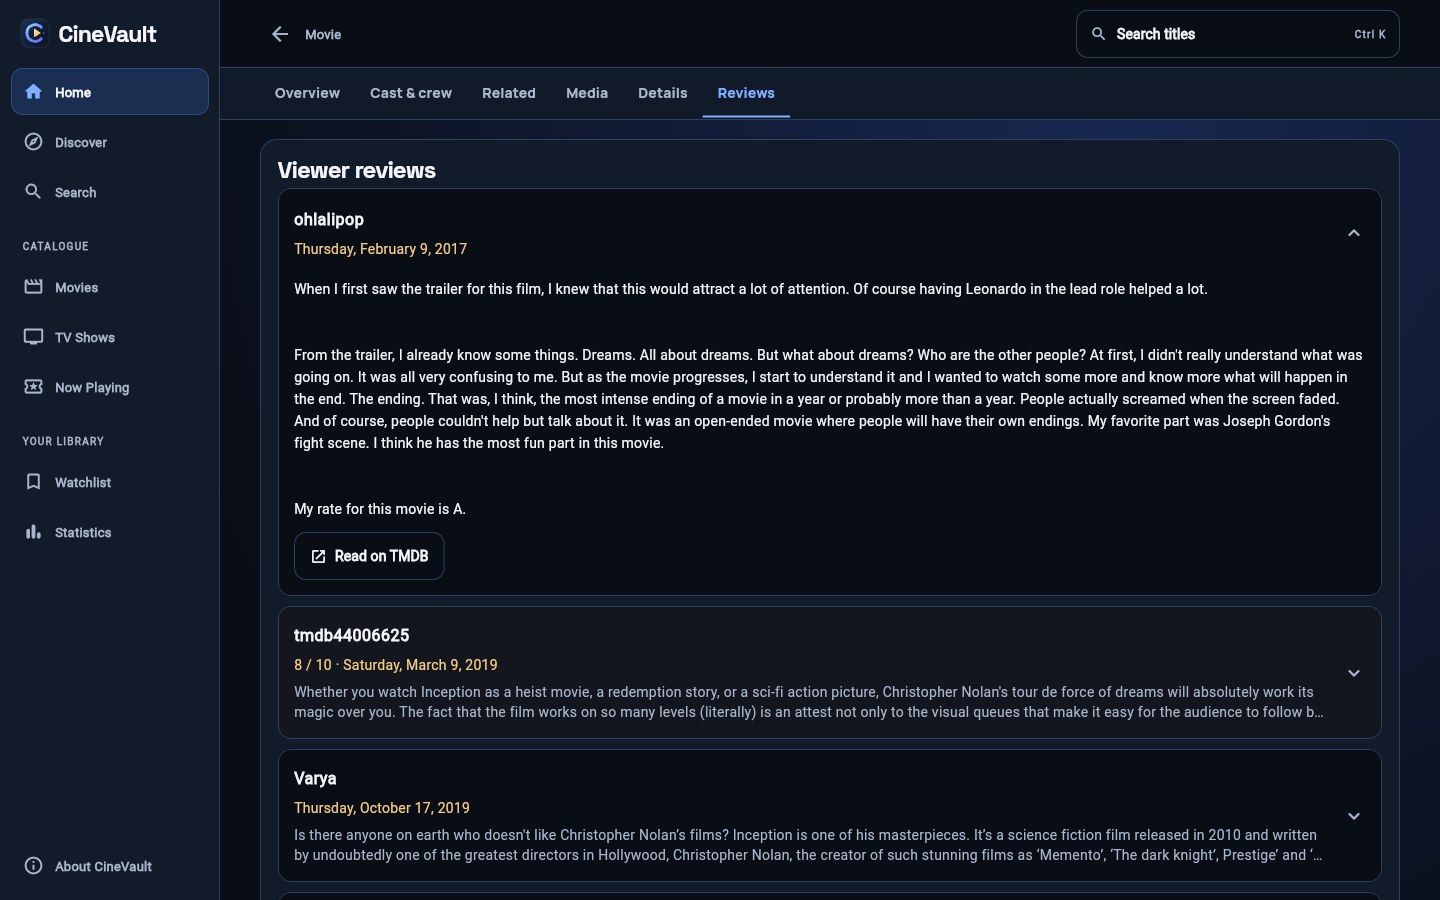 CineVault
Home
Discover
Search
CATALOGUE
Movies
TV Shows
Now Playing
YOUR LIBRARY
Watchlist
Statistics
About CineVault
Movie
Search titles
Ctrl K
Overview
Cast & crew
Related
Media
Details
Reviews
Viewer reviews
ohlalipop
Thursday, February 9, 2017
When I first saw the trailer for this film, I knew that this would attract a lot of attention. Of course having Leonardo in the lead role helped a lot.
From the trailer, I already know some things. Dreams. All about dreams. But what about dreams? Who are the other people? At first, I didn't really understand what was
going on. It was all very confusing to me. But as the movie progresses, I start to understand it and I wanted to watch some more and know more what will happen in
the end. The ending. That was, I think, the most intense ending of a movie in a year or probably more than a year. People actually screamed when the screen faded.
And of course, people couldn't help but talk about it. It was an open-ended movie where people will have their own endings. My favorite part was Joseph Gordon's
fight scene. I think he has the most fun part in this movie.
My rate for this movie is A.
Read on TMDB
tmdb44006625
8 / 10 · Saturday, March 9, 2019
Whether you watch Inception as a heist movie, a redemption story, or a sci-fi action picture, Christopher Nolan's tour de force of dreams will absolutely work its
magic over you. The fact that the film works on so many levels (literally) is an attest not only to the visual queues that make it easy for the audience to follow b…
Varya
Thursday, October 17, 2019
Is there anyone on earth who doesn't like Christopher Nolan’s films? Inception is one of his masterpieces. It’s a science fiction film released in 2010 and written
by undoubtedly one of the greatest directors in Hollywood, Christopher Nolan, the creator of such stunning films as ‘Memento’, ‘The dark knight’, Prestige’ and ‘…